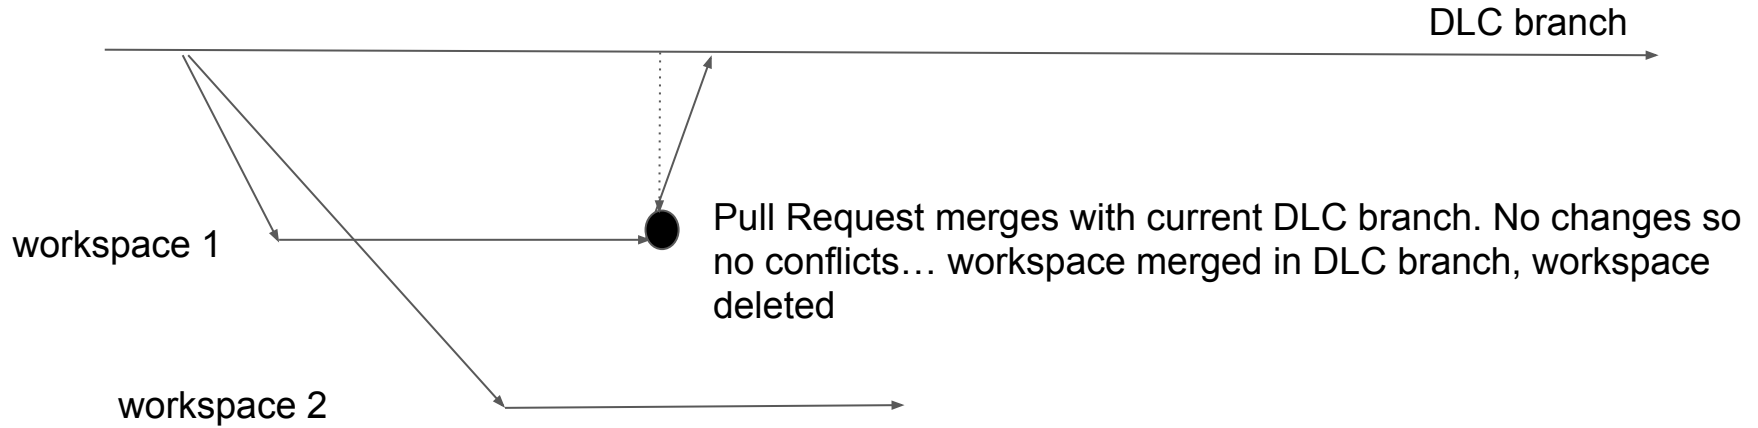 DLC branch
workspace 1
Pull Request merges with current DLC branch. No changes so
no conflicts… workspace merged in DLC branch, workspace
deleted
workspace 2